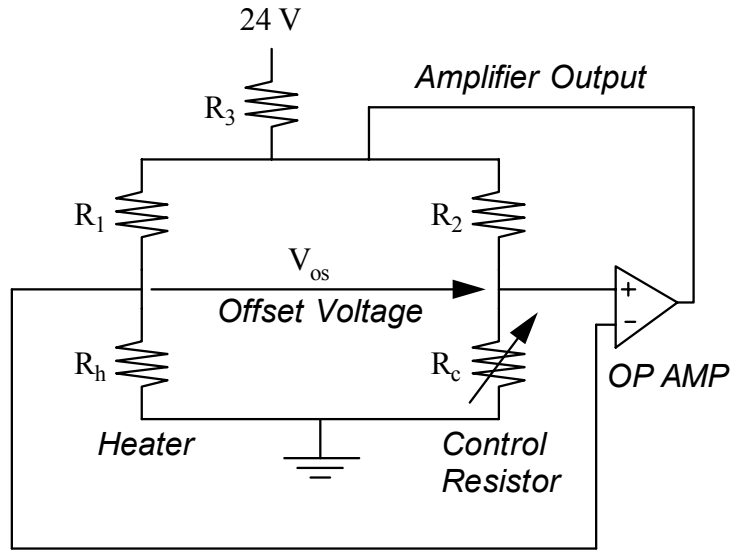 24 V
Amplifier Output
R3
R1
R2
Vos
Offset Voltage
+
−
Rh
Rc
OP AMP
Heater
Control
Resistor